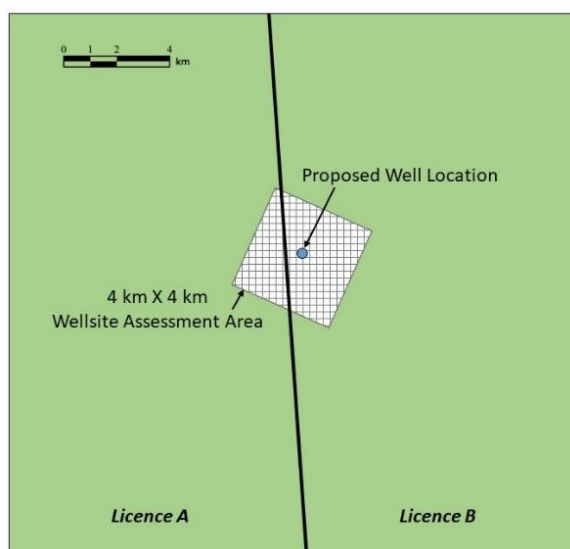 0 1 2 4
km
Proposed Well Location
4 km X 4 km
Wellsite Assessment Area
Licence A
Licence B